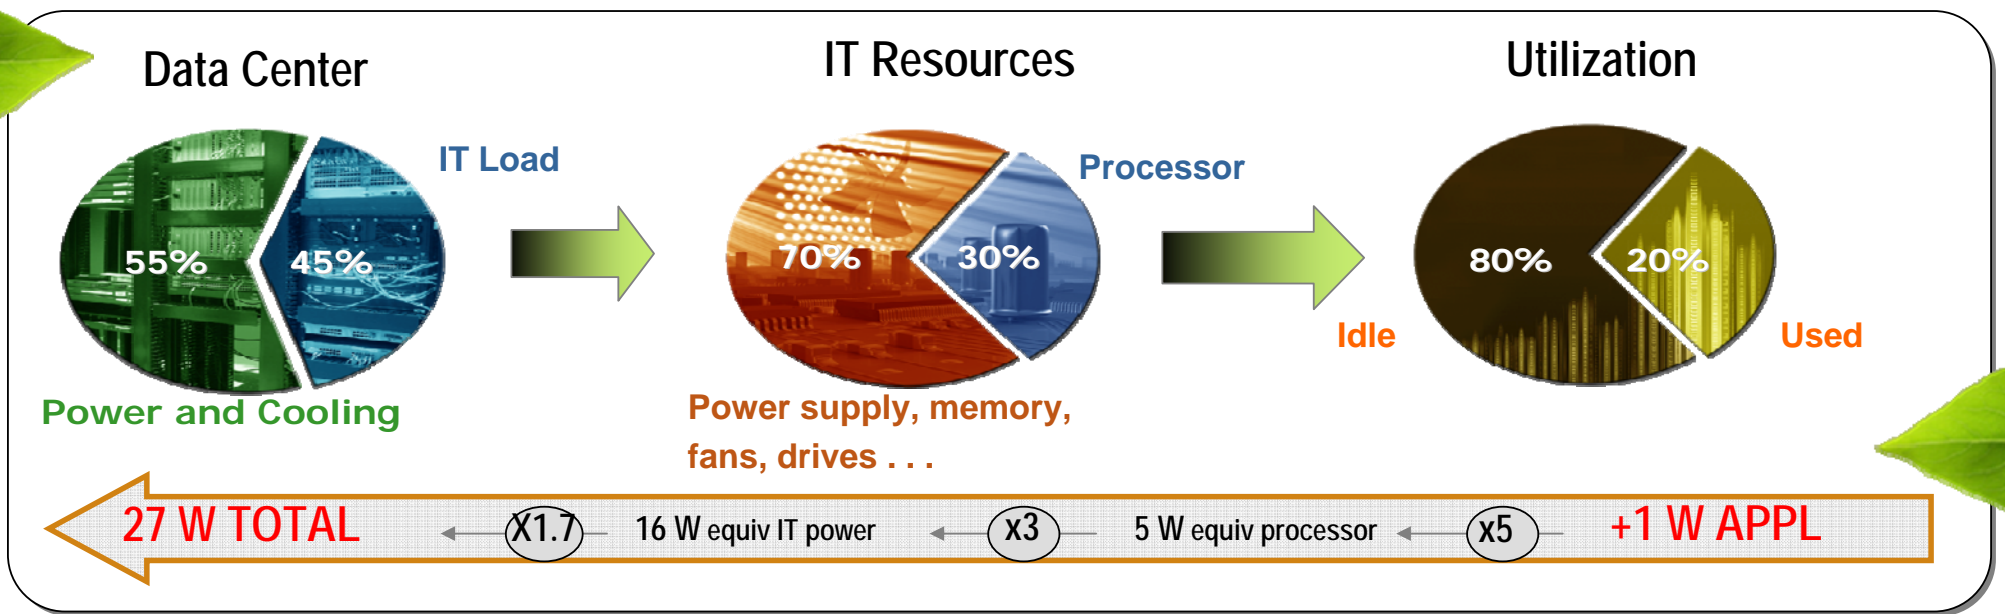 Data Center
IT Resources
Utilization
IT Load
Processor
55%
45%
70%
30%
80%
20%
Idle
Used
Power and Cooling
Power supply, memory,
fans, drives . . .
27 W TOTAL
X1.7
16 W equiv IT power
x3
5 W equiv processor
x5
+1 W APPL